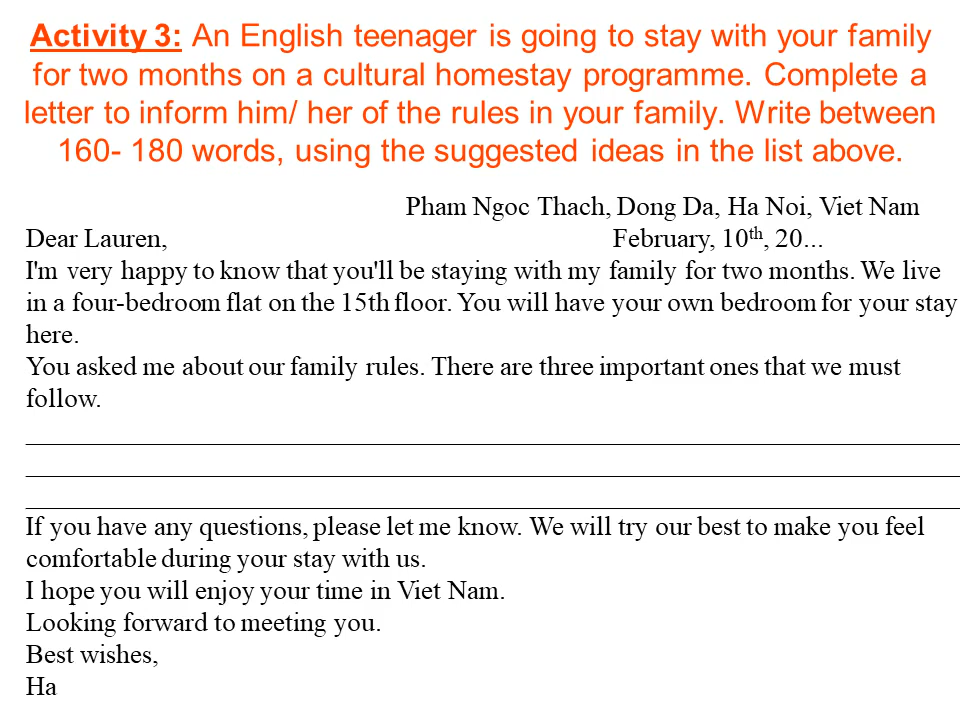 Activity 3: An English teenager is going to stay with your family
for two months on a cultural homestay programme. Complete a
letter to inform him/ her of the rules in your family. Write between
160- 180 words, using the suggested ideas in the list above.
Pham Ngoc Thach, Dong Da, Ha Noi, Viet Nam
Dear Lauren, February, 10th, 20...
I'm very happy to know that you'll be staying with my family for two months. We live
in a four-bedroom flat on the 15th floor. You will have your own bedroom for your stay
here.
You asked me about our family rules. There are three important ones that we must
follow.
If you have any questions, please let me know. We will try our best to make you feel
comfortable during your stay with us.
I hope you will enjoy your time in Viet Nam.
Looking forward to meeting you.
Best wishes,
Ha